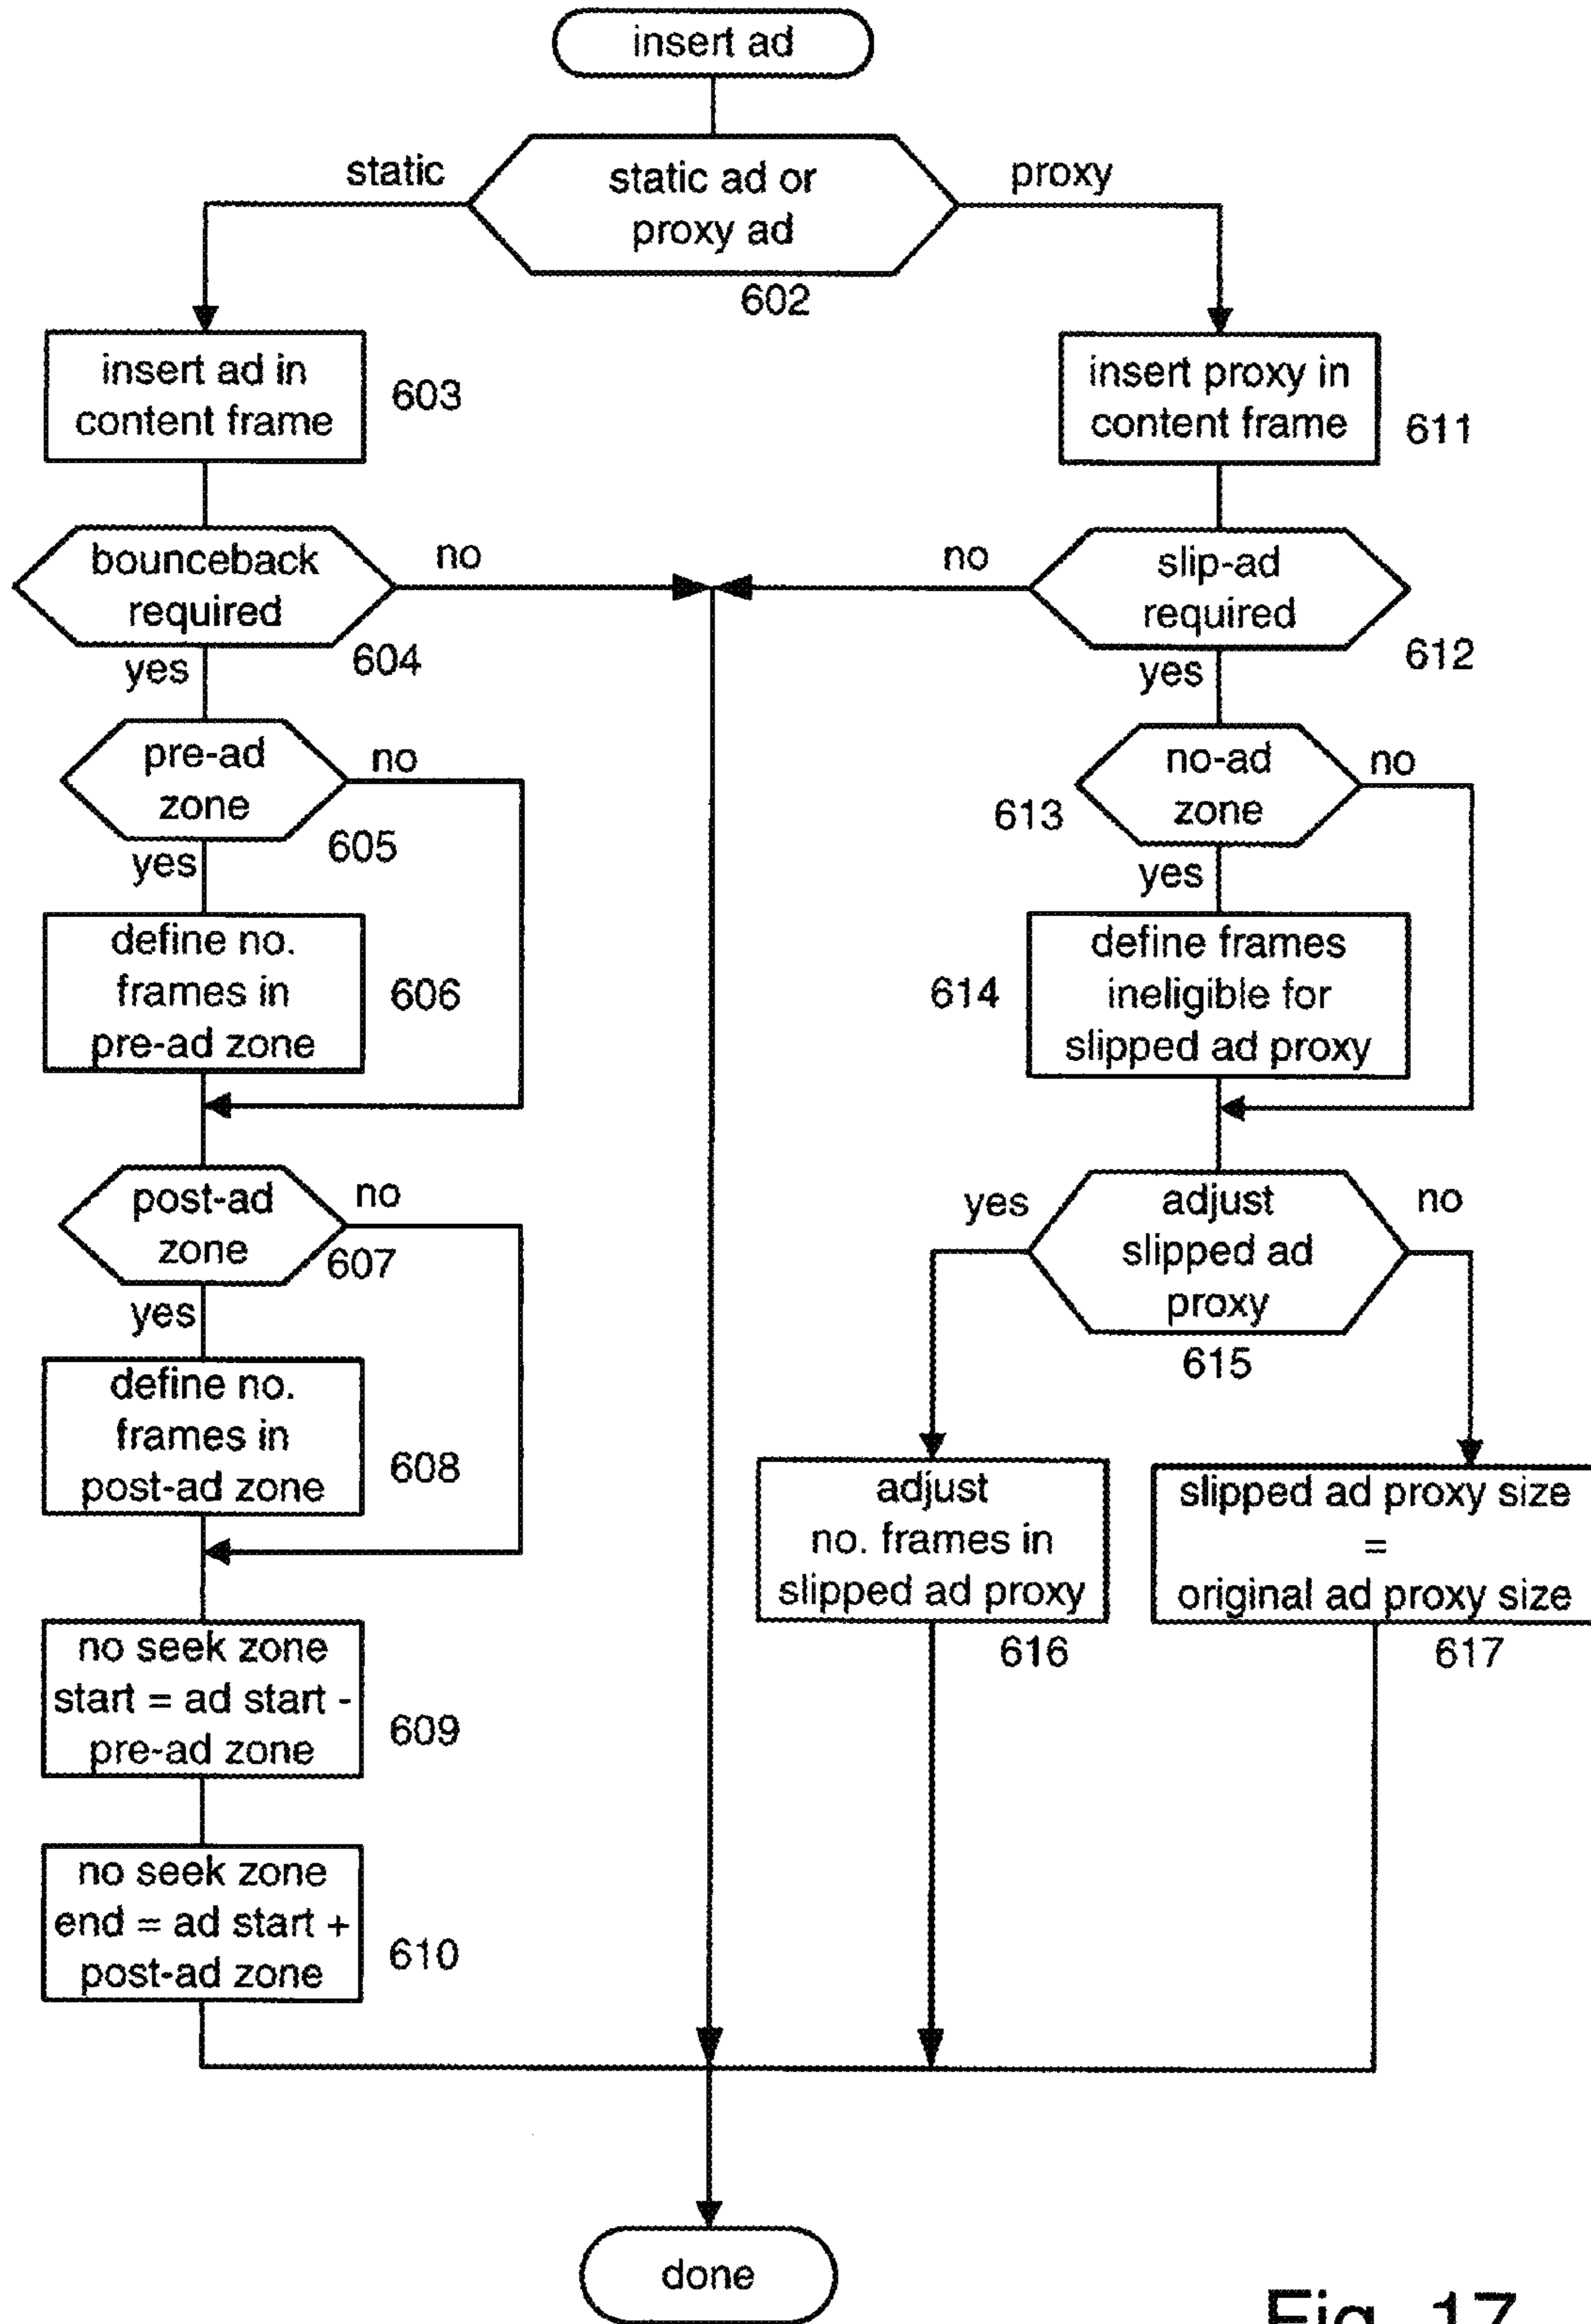 insert ad
static
static ad or
proxy ad
proxy
602
insert ad in
content frame
603
insert proxy in
content frame
611
bounceback
required
no
604
yes
no
slip-ad
required
612
yes
pre-ad
zone
no
605
yes
no-ad
zone
no
613
yes
define no.
frames in
pre-ad zone
606
define frames
ineligible for
slipped ad proxy
614
post-ad
zone
no
607
yes
yes
adjust
slipped ad
proxy
no
615
define no.
frames in
post-ad zone
608
adjust
no. frames in
slipped ad proxy
616
slipped ad proxy size
=
original ad proxy size
617
no seek zone
start = ad start -
pre-ad zone
609
no seek zone
end = ad start +
post-ad zone
610
done
Fig. 17